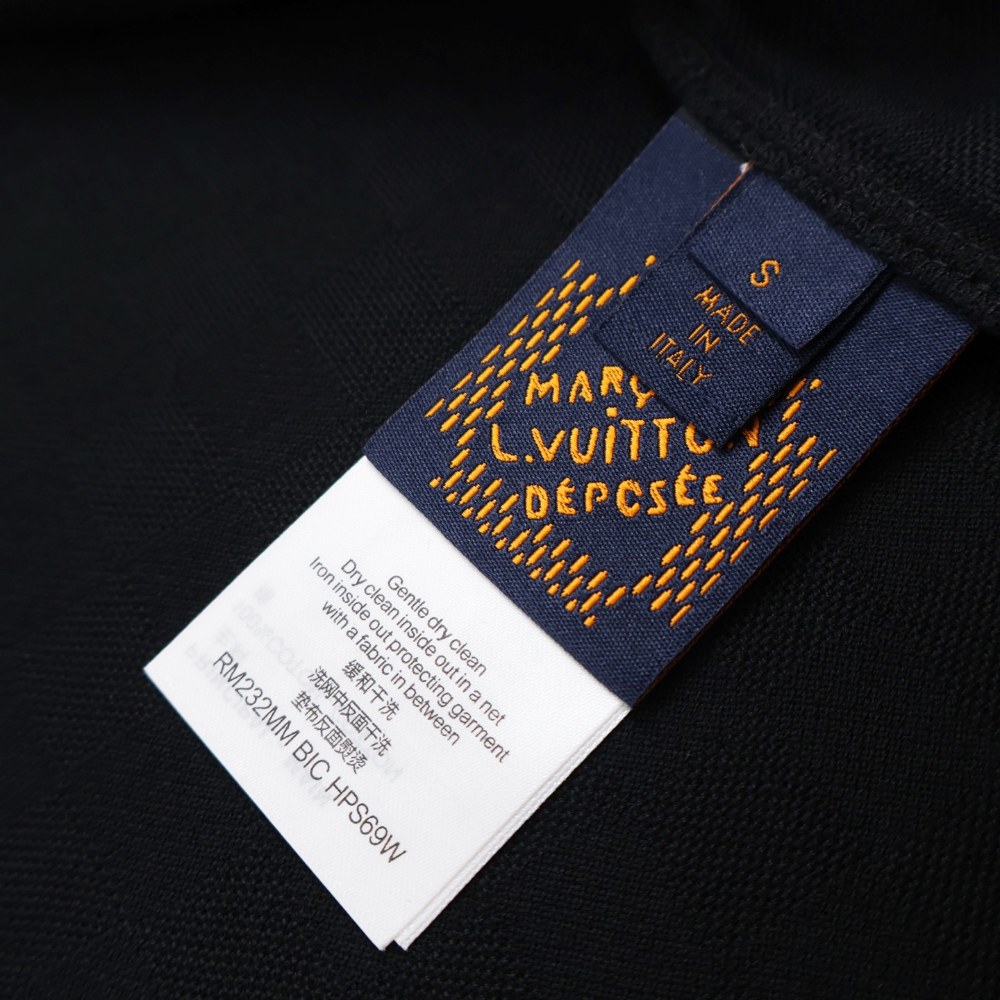 S
MADE
IN
ITALY
MARQ
L.VUITTON
DÉPOSÉE
Gentle dry clean
Dry clean inside out in a net
Iron inside out protecting garment
with a fabric in between
缓和干洗
洗网中反面干洗
垫布反面熨烫
RM232MM BIC HPS69W